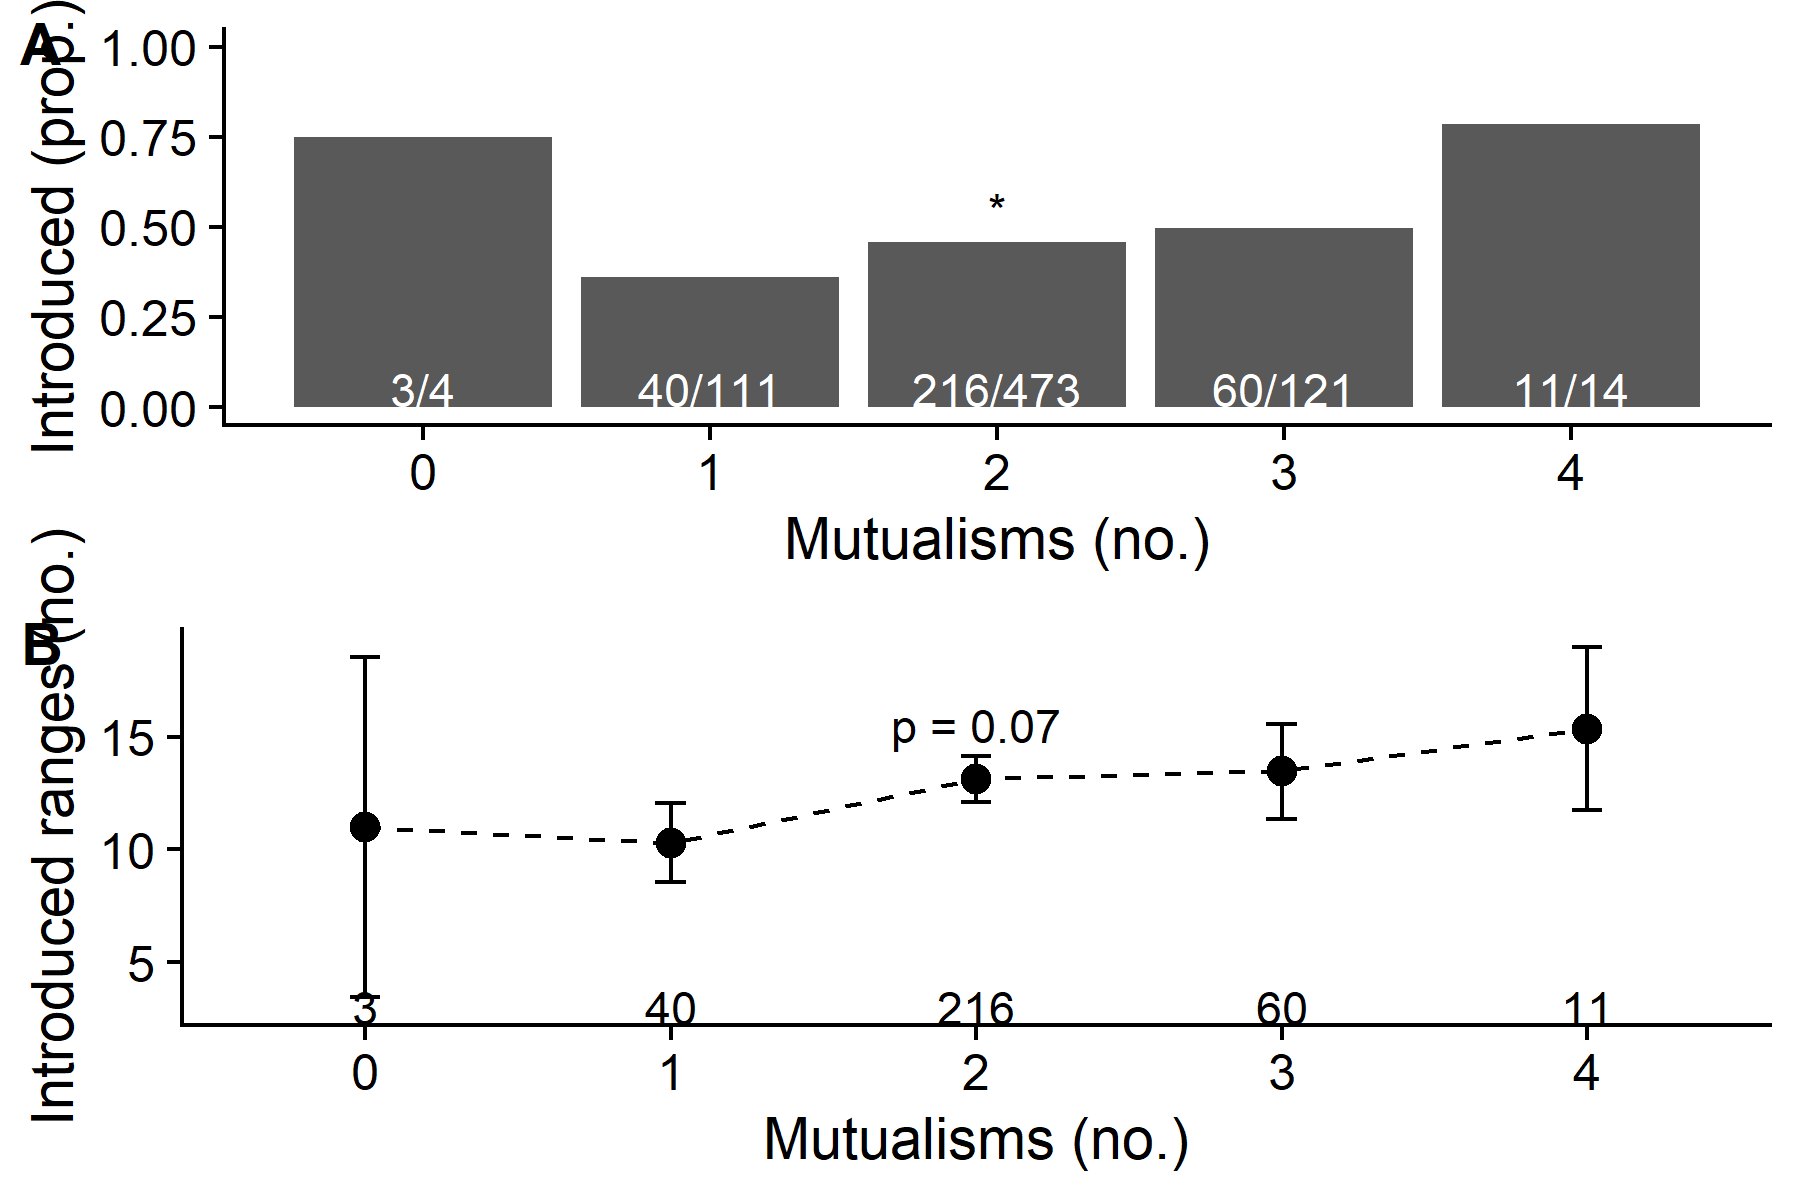 A
Introduced (prop.)
1.00
0.75
0.50
0.25
0.00
*
3/4 40/111 216/473 60/121 11/14
0 1 2 3 4
Mutualisms (no.)
B
Introduced ranges (no.)
15
10
5
p = 0.07
3 40 216 60 11
0 1 2 3 4
Mutualisms (no.)